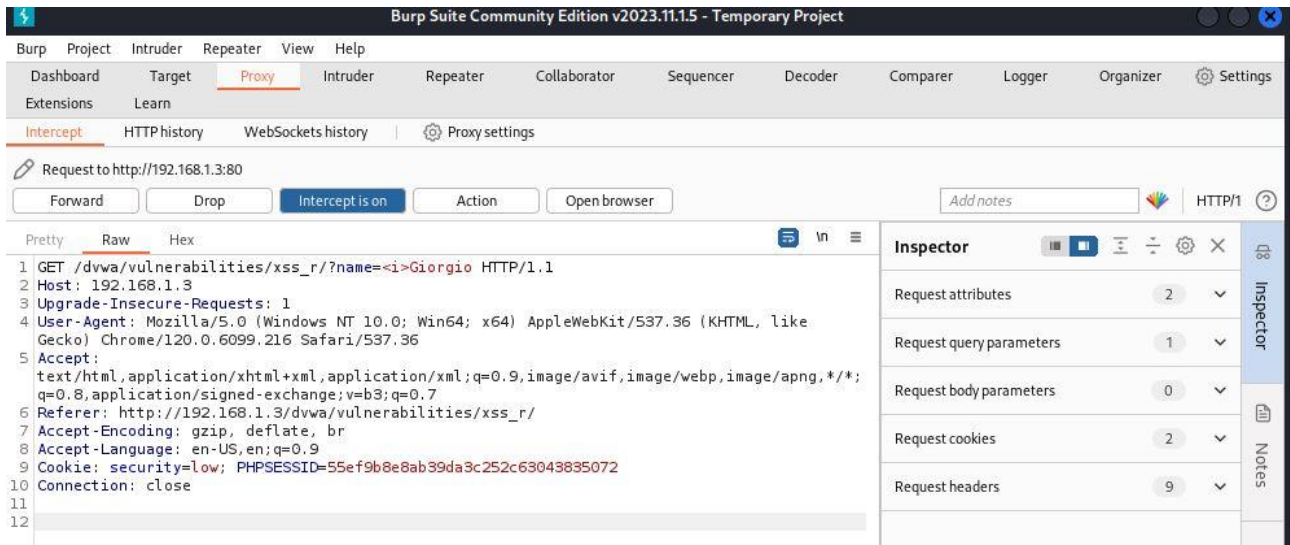 Burp Suite Community Edition v2023.11.1.5 - Temporary Project
Burp Project Intruder Repeater View Help
Dashboard Target Proxy Intruder Repeater Collaborator Sequencer Decoder Comparer Logger Organizer Settings
Extensions Learn
Intercept HTTP history WebSockets history Proxy settings
Request to http://192.168.1.3:80
Forward Drop Intercept is on Action Open browser Add notes HTTP/1 ?
Pretty Raw Hex \n
Inspector
1 GET /dvwa/vulnerabilities/xss_r/?name=<i>Giorgio HTTP/1.1
2 Host: 192.168.1.3
3 Upgrade-Insecure-Requests: 1
4 User-Agent: Mozilla/5.0 (Windows NT 10.0; Win64; x64) AppleWebKit/537.36 (KHTML, like
Gecko) Chrome/120.0.6099.216 Safari/537.36
5 Accept:
text/html,application/xhtml+xml,application/xml;q=0.9,image/avif,image/webp,image/apng,*/*;
q=0.8,application/signed-exchange;v=b3;q=0.7
6 Referer: http://192.168.1.3/dvwa/vulnerabilities/xss_r/
7 Accept-Encoding: gzip, deflate, br
8 Accept-Language: en-US,en;q=0.9
9 Cookie: security=low; PHPSESSID=55ef9b8e8ab39da3c252c63043835072
10 Connection: close
11
12
Request attributes 2
Request query parameters 1
Request body parameters 0
Request cookies 2
Request headers 9
Inspector
Notes